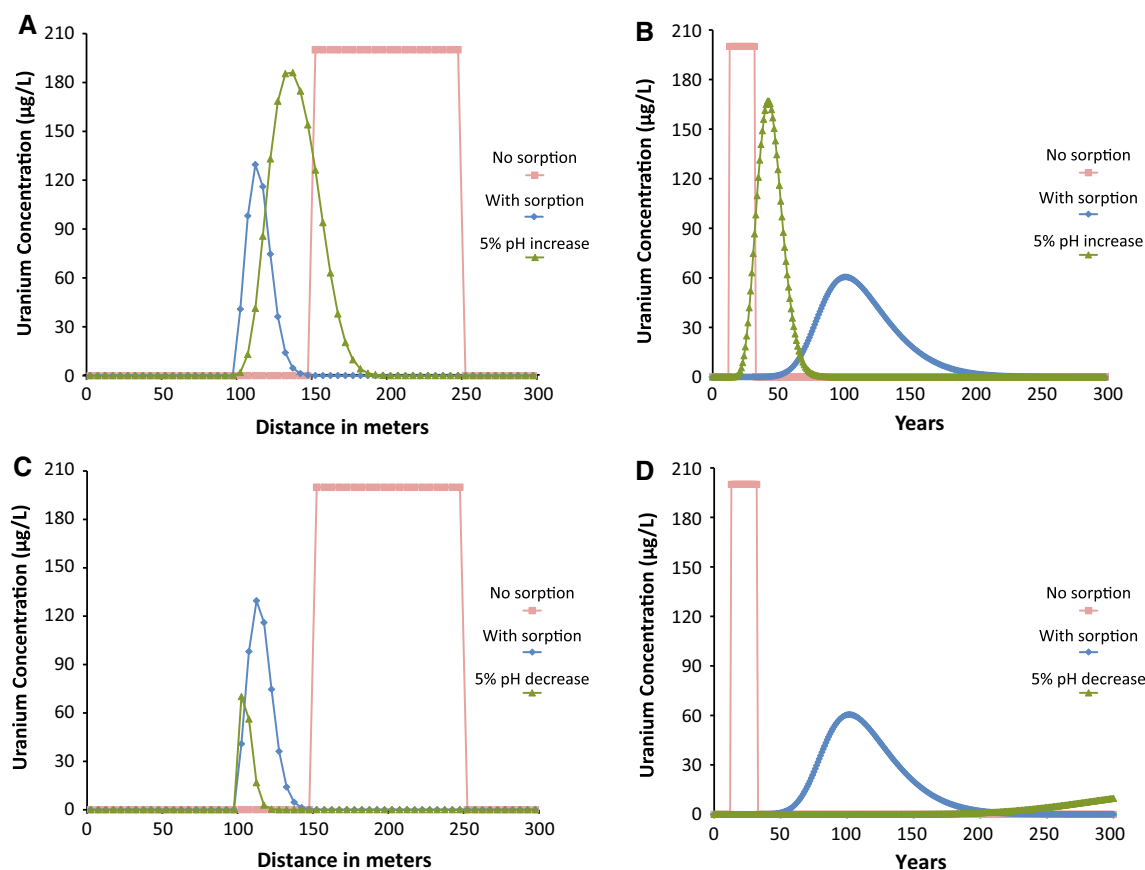 A
Uranium Concentration (µg/L)
210
180
150
120
90
60
30
0
0 50 100 150 200 250 300
Distance in meters
No sorption
With sorption
5% pH increase
B
Uranium Concentration (µg/L)
210
180
150
120
90
60
30
0
0 50 100 150 200 250 300
Years
No sorption
With sorption
5% pH increase
C
Uranium Concentration (µg/L)
210
180
150
120
90
60
30
0
0 50 100 150 200 250 300
Distance in meters
No sorption
With sorption
5% pH decrease
D
Uranium Concentration (µg/L)
210
180
150
120
90
60
30
0
0 50 100 150 200 250 300
Years
No sorption
With sorption
5% pH decrease